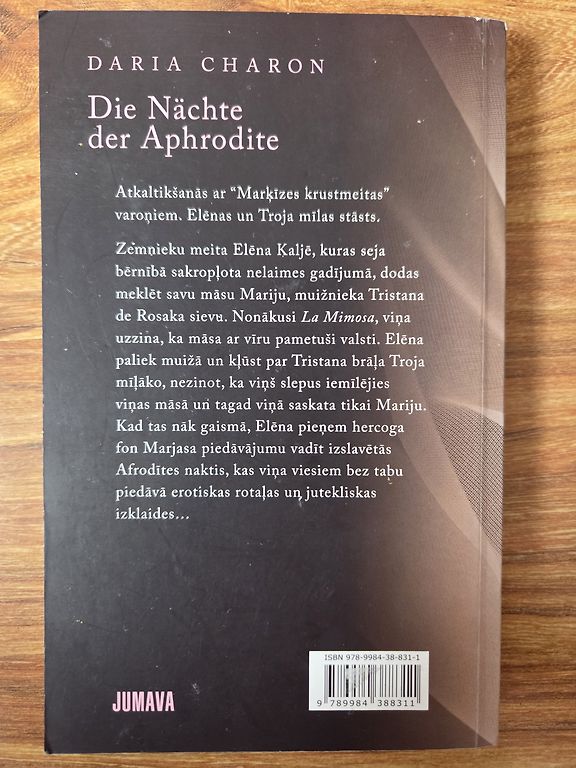 DARIA CHARON
Die Nächte
der Aphrodite
Atkaltikšanās ar “Marķīzes krustmeitas”
varoņiem. Elēnas un Troja mīlas stāsts.
Zemnieku meita Elēna Kaljē, kuras seja
bērnībā sakropļota nelaimes gadījumā, dodas
meklēt savu māsu Mariju, muižnieka Tristana
de Rosaka sievu. Nonākusi La Mimosa, viņa
uzzina, ka māsa ar vīru pametuši valsti. Elēna
paliek muižā un kļūst par Tristana brāļa Troja
mīļāko, nezinot, ka viņš slepus iemīlējies
viņas māsā un tagad viņā saskata tikai Mariju.
Kad tas nāk gaismā, Elēna pieņem hercoga
fon Marjasa piedāvājumu vadīt izslavētās
Afrodītes naktis, kas viņa viesiem bez tabu
piedāvā erotiskas rotaļas un jutekliskas
izklaides...
ISBN 978-9984-38-831-1
9 789984 388311
JUMAVA